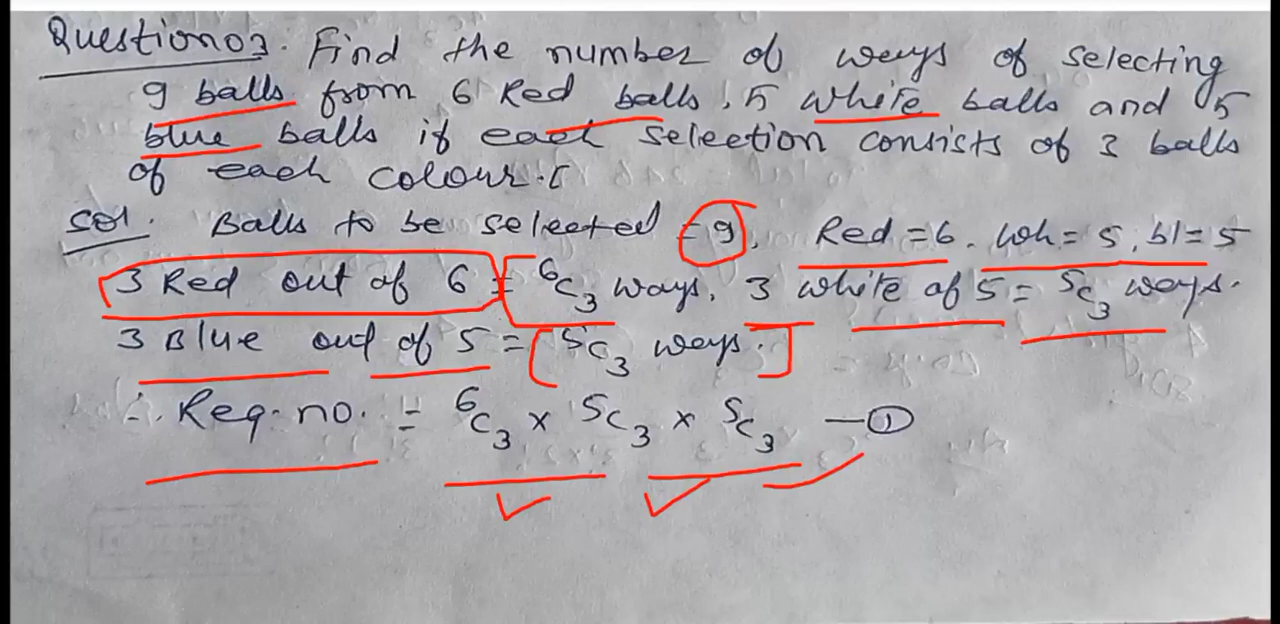 Question 03. Find the number of ways of selecting
9 balls from 6 Red balls, 5 white balls and 5
blue balls if each selection consists of 3 balls
of each colour.
Sol. Balls to be selected = 9, Red = 6. Wh = 5, bl = 5
3 Red out of 6 = ⁶C₃ ways, 3 white of 5 = ⁵C₃ ways.
3 Blue out of 5 = [⁵C₃ ways.]
∴ Req. no. = ⁶C₃ × ⁵C₃ × ⁵C₃ — ①